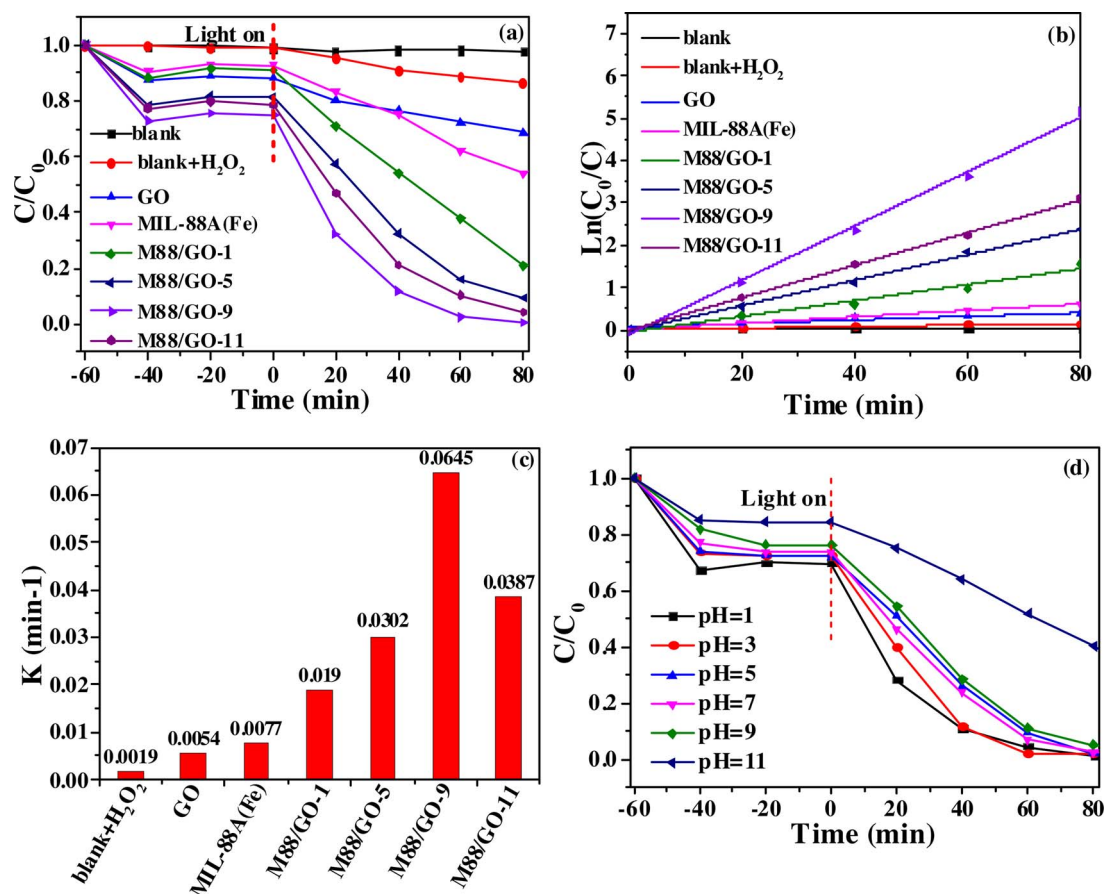 (a)
Light on
blank
blank+H₂O₂
GO
MIL-88A(Fe)
M88/GO-1
M88/GO-5
M88/GO-9
M88/GO-11
C/C₀
1.0
0.8
0.6
0.4
0.2
0.0
-60 -40 -20 0 20 40 60 80
Time (min)
(b)
blank
blank+H₂O₂
GO
MIL-88A(Fe)
M88/GO-1
M88/GO-5
M88/GO-9
M88/GO-11
Ln(C₀/C)
7
6
5
4
3
2
1
0
0 20 40 60 80
Time (min)
(c)
K (min-1)
0.07
0.06
0.05
0.04
0.03
0.02
0.01
0.00
0.0019
0.0054
0.0077
0.019
0.0302
0.0645
0.0387
blank+H₂O₂
GO
MIL-88A(Fe)
M88/GO-1
M88/GO-5
M88/GO-9
M88/GO-11
(d)
Light on
pH=1
pH=3
pH=5
pH=7
pH=9
pH=11
C/C₀
1.0
0.8
0.6
0.4
0.2
0.0
-60 -40 -20 0 20 40 60 80
Time (min)